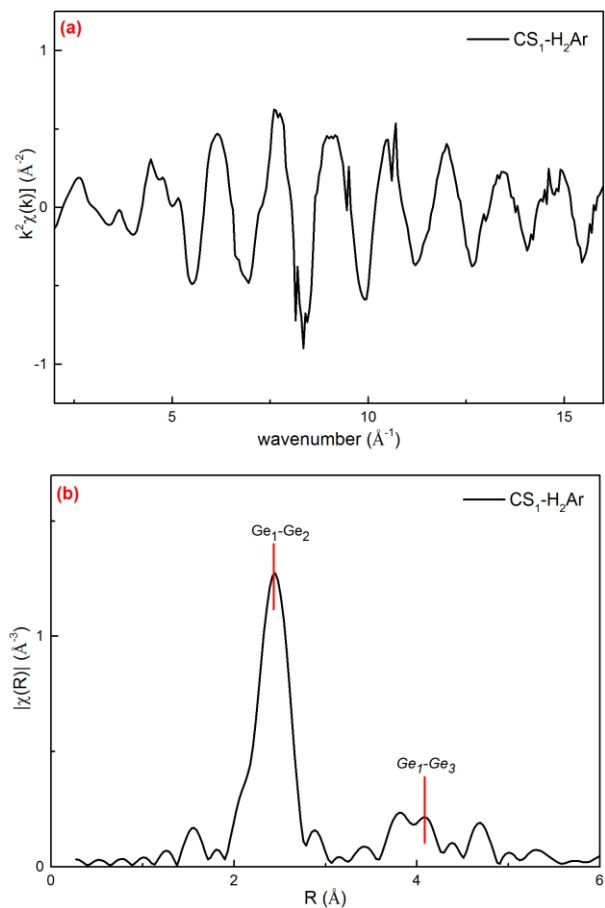 (a)
CS₁-H₂Ar
1
0
-1
k²χ(k)] (Å⁻²)
5
10
15
wavenumber (Å⁻¹)
(b)
CS₁-H₂Ar
Ge₁-Ge₂
Ge₁-Ge₃
1
0
|χ(R)| (Å⁻³)
0
2
4
6
R (Å)